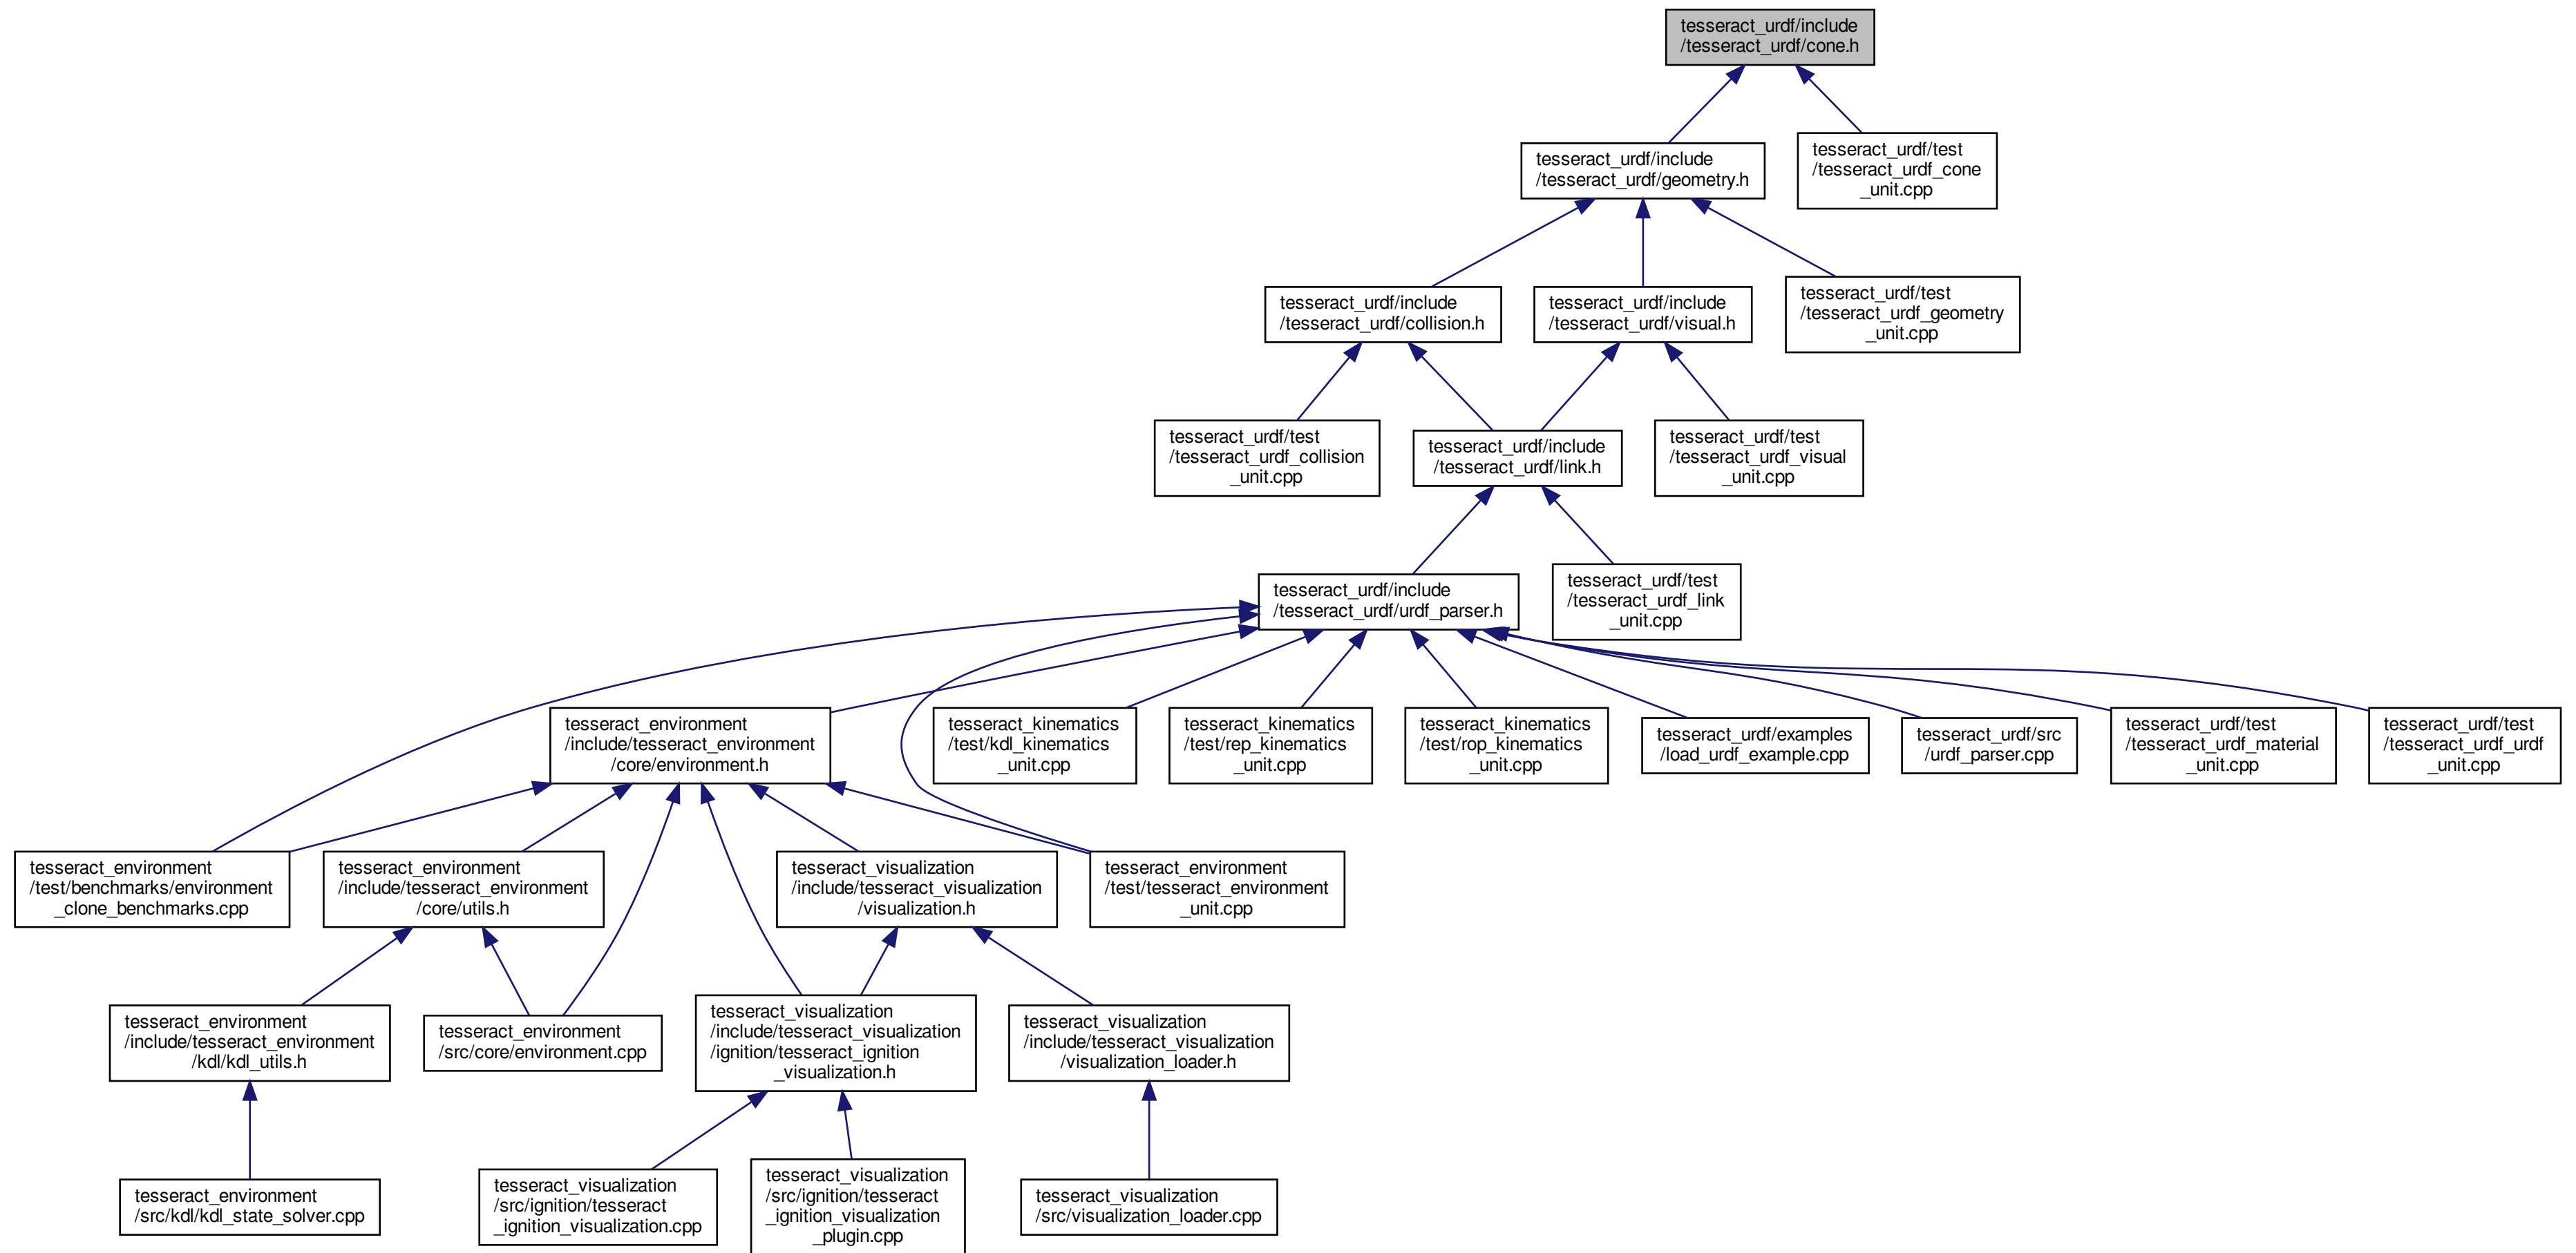 tesseract_urdf/include
/tesseract_urdf/cone.h
tesseract_urdf/include
/tesseract_urdf/geometry.h
tesseract_urdf/test
/tesseract_urdf_cone
_unit.cpp
tesseract_urdf/include
/tesseract_urdf/collision.h
tesseract_urdf/include
/tesseract_urdf/visual.h
tesseract_urdf/test
/tesseract_urdf_geometry
_unit.cpp
tesseract_urdf/test
/tesseract_urdf_collision
_unit.cpp
tesseract_urdf/include
/tesseract_urdf/link.h
tesseract_urdf/test
/tesseract_urdf_visual
_unit.cpp
tesseract_urdf/include
/tesseract_urdf/urdf_parser.h
tesseract_urdf/test
/tesseract_urdf_link
_unit.cpp
tesseract_environment
/include/tesseract_environment
/core/environment.h
tesseract_kinematics
/test/kdl_kinematics
_unit.cpp
tesseract_kinematics
/test/rep_kinematics
_unit.cpp
tesseract_kinematics
/test/rop_kinematics
_unit.cpp
tesseract_urdf/examples
/load_urdf_example.cpp
tesseract_urdf/src
/urdf_parser.cpp
tesseract_urdf/test
/tesseract_urdf_material
_unit.cpp
tesseract_urdf/test
/tesseract_urdf_urdf
_unit.cpp
tesseract_environment
/test/benchmarks/environment
_clone_benchmarks.cpp
tesseract_environment
/include/tesseract_environment
/core/utils.h
tesseract_visualization
/include/tesseract_visualization
/visualization.h
tesseract_environment
/test/tesseract_environment
_unit.cpp
tesseract_environment
/include/tesseract_environment
/kdl/kdl_utils.h
tesseract_environment
/src/core/environment.cpp
tesseract_visualization
/include/tesseract_visualization
/ignition/tesseract_ignition
_visualization.h
tesseract_visualization
/include/tesseract_visualization
/visualization_loader.h
tesseract_environment
/src/kdl/kdl_state_solver.cpp
tesseract_visualization
/src/ignition/tesseract
_ignition_visualization.cpp
tesseract_visualization
/src/ignition/tesseract
_ignition_visualization
_plugin.cpp
tesseract_visualization
/src/visualization_loader.cpp